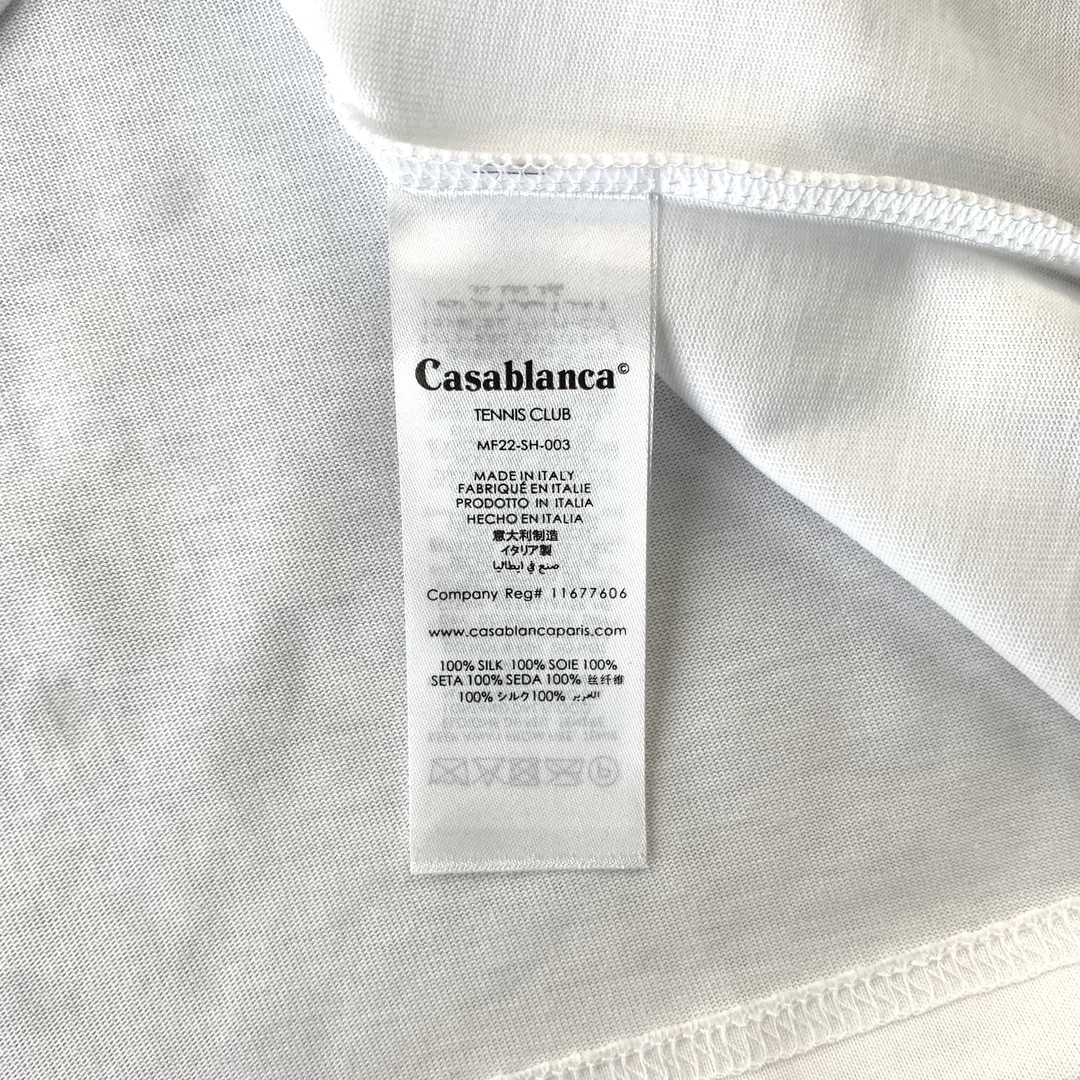 Casablanca©
TENNIS CLUB
MF22-SH-003
MADE IN ITALY
FABRIQUÉ EN ITALIE
PRODOTTO IN ITALIA
HECHO EN ITALIA
意大利制造
イタリア製
صنع في ايطاليا
Company Reg# 11677606
www.casablancaparis.com
100% SILK 100% SOIE 100%
SETA 100% SEDA 100% 丝纤维
100% シルク100% الحرير